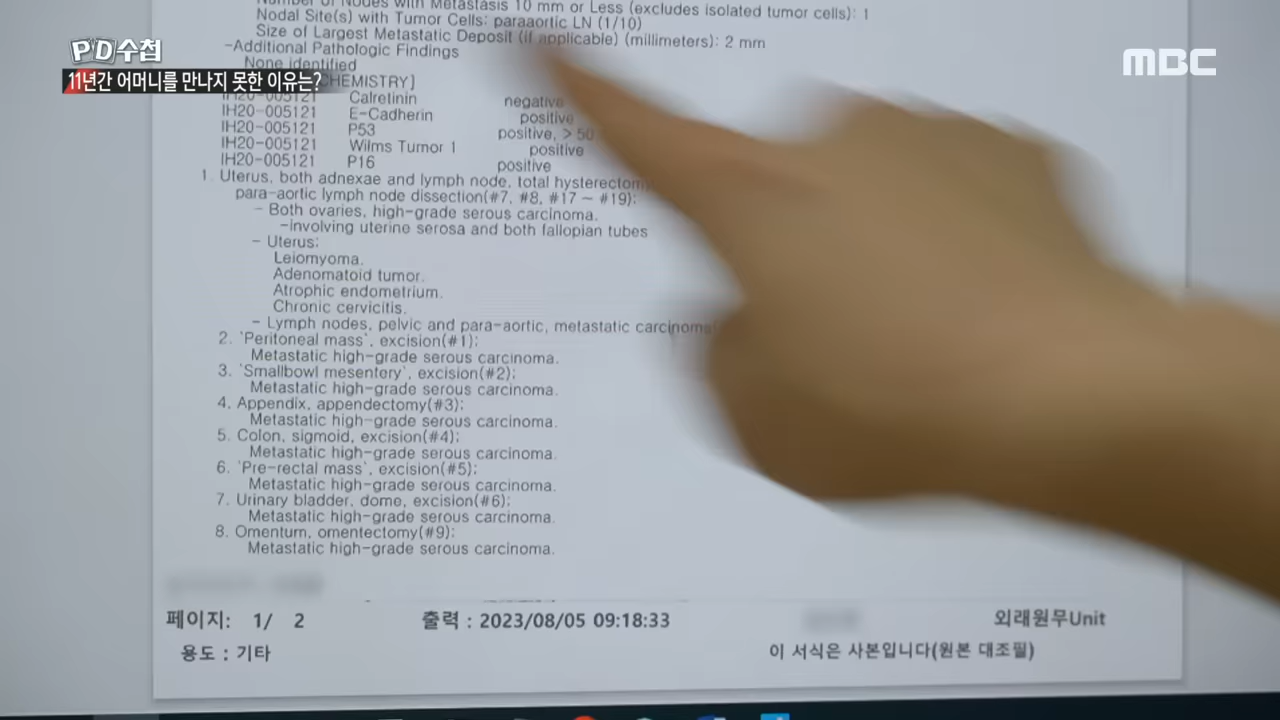 PD수첩
11년간 어머니를 만나지 못한 이유는?
MBC
Number of Nodes with Metastasis 10 mm or Less (excludes isolated tumor cells): 1
Nodal Site(s) with Tumor Cells: paraaortic LN (1/10)
Size of Largest Metastatic Deposit (if applicable) (millimeters): 2 mm
-Additional Pathologic Findings
None identified
CHEMISTRY]
IH20-005121 Calretinin negative
IH20-005121 E-Cadherin positive
IH20-005121 P53 positive, > 50
IH20-005121 Wilms Tumor 1 positive
IH20-005121 P16 positive
1. Uterus, both adnexae and lymph node, total hysterectomy,
para-aortic lymph node dissection(#7, #8, #17 ~ #19):
- Both ovaries, high-grade serous carcinoma.
-involving uterine serosa and both fallopian tubes
- Uterus:
Leiomyoma.
Adenomatoid tumor.
Atrophic endometrium.
Chronic cervicitis.
- Lymph nodes, pelvic and para-aortic, metastatic carcinoma
2. 'Peritoneal mass', excision(#1):
Metastatic high-grade serous carcinoma.
3. 'Smallbowl mesentery', excision(#2):
Metastatic high-grade serous carcinoma.
4. Appendix, appendectomy(#3):
Metastatic high-grade serous carcinoma.
5. Colon, sigmoid, excision(#4):
Metastatic high-grade serous carcinoma.
6. 'Pre-rectal mass', excision(#5):
Metastatic high-grade serous carcinoma.
7. Urinary bladder, dome, excision(#6):
Metastatic high-grade serous carcinoma.
8. Omentum, omentectomy(#9):
Metastatic high-grade serous carcinoma.
페이지: 1/ 2 출력 : 2023/08/05 09:18:33 외래원무Unit
용도 : 기타 이 서식은 사본입니다(원본 대조필)